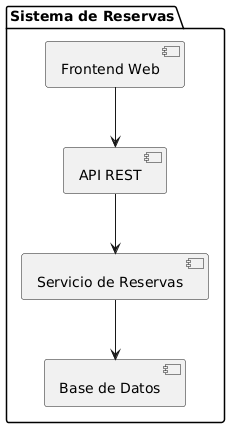 Sistema de Reservas
Frontend Web
API REST
Servicio de Reservas
Base de Datos